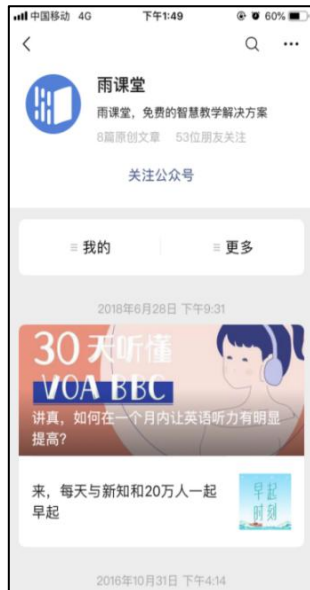 中国移动 4G 下午1:49 60%
雨课堂
雨课堂，免费的智慧教学解决方案
8篇原创文章 53位朋友关注
关注公众号
我的 更多
2018年6月28日 下午9:31
30天听懂
VOA BBC
讲真，如何在一个月内让英语听力有明显
提高？
来，每天与新知和20万人一起
早起
早起
时刻
2016年10月31日 下午4:14